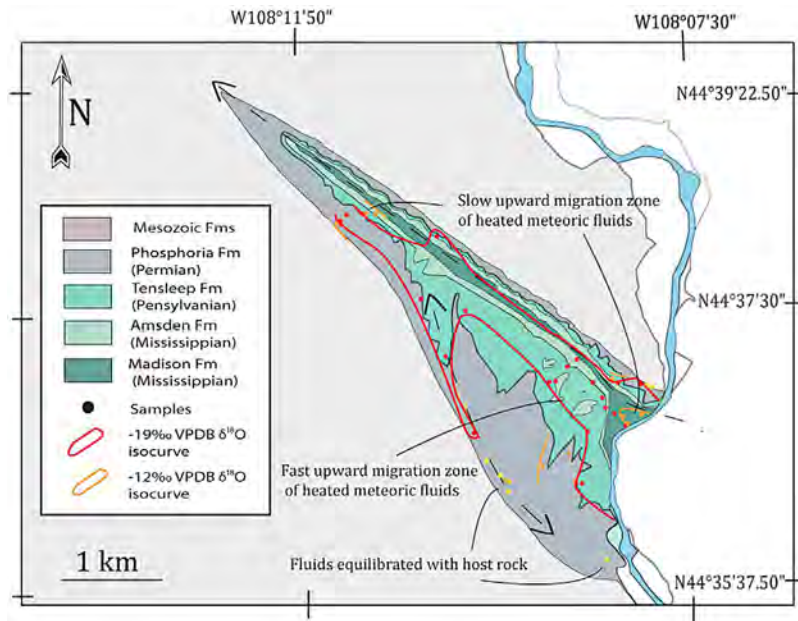 W108°11'50"
W108°07'30"
N44°39'22.50"
N
Slow upward migration zone
of heated meteoric fluids
Mesozoic Fms
Phosphoria Fm
(Permian)
Tensleep Fm
(Pensylvanian)
Amsden Fm
(Mississippian)
Madison Fm
(Mississippian)
Samples
-19‰ VPDB δ¹⁸O
isocurve
-12‰ VPDB δ¹⁸O
isocurve
N44°37'30"
Fast upward migration zone
of heated meteoric fluids
Fluids equilibrated with host rock
1 km
N44°35'37.50"